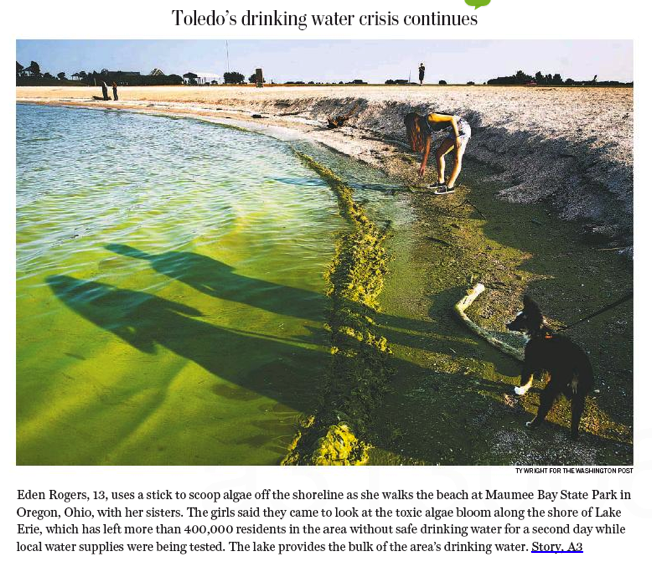 Toledo's drinking water crisis continues
TY WRIGHT FOR THE WASHINGTON POST
Eden Rogers, 13, uses a stick to scoop algae off the shoreline as she walks the beach at Maumee Bay State Park in
Oregon, Ohio, with her sisters. The girls said they came to look at the toxic algae bloom along the shore of Lake
Erie, which has left more than 400,000 residents in the area without safe drinking water for a second day while
local water supplies were being tested. The lake provides the bulk of the area's drinking water. Story, A3